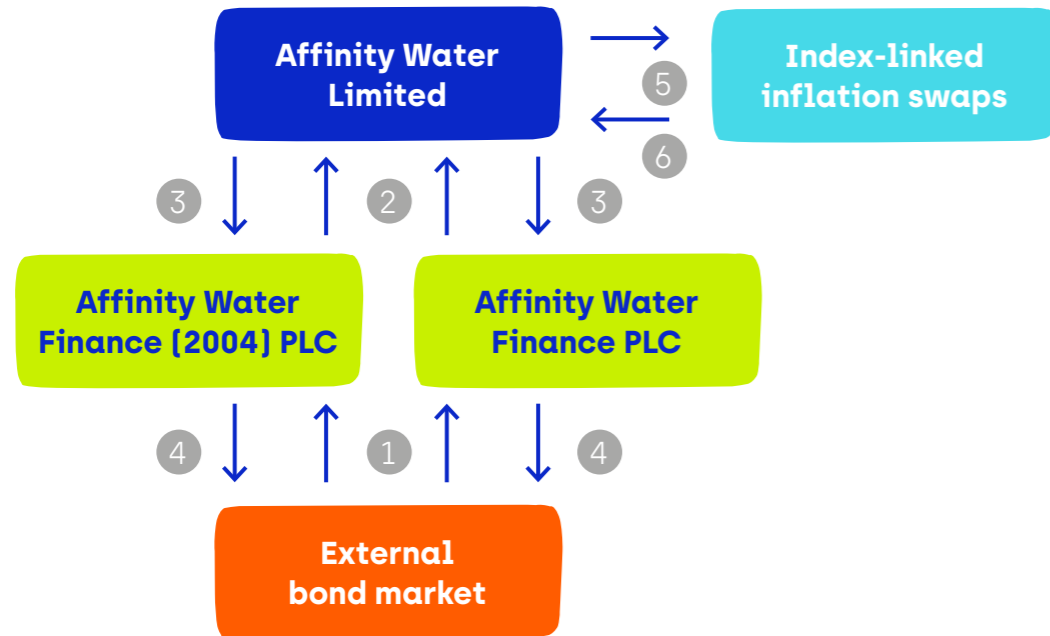 Affinity Water
Limited
5
Index-linked
inflation swaps
6
3
2
3
Affinity Water
Finance (2004) PLC
Affinity Water
Finance PLC
4
1
4
External
bond market